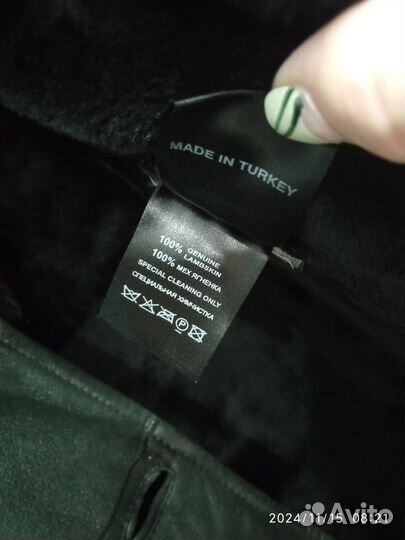 MADE IN TURKEY
100% GENUINE
LAMBSKIN
100% МЕХ ЯГНЕНКА
SPECIAL CLEANING ONLY
СПЕЦИАЛЬНАЯ ХИМЧИСТКА
P
2024/11/15 08:21
Avito